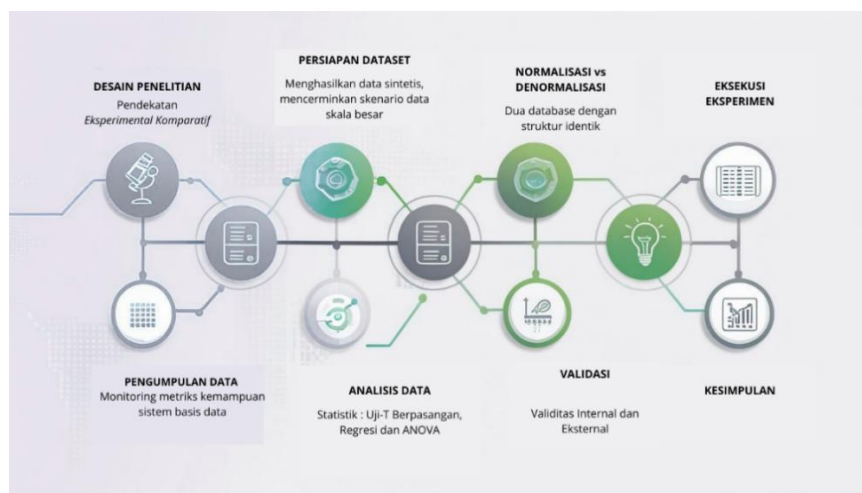 DESAIN PENELITIAN
Pendekatan
Eksperimental Komparatif
PERSIAPAN DATASET
Menghasilkan data sintetis,
mencerminkan skenario data
skala besar
NORMALISASI vs
DENORMALISASI
Dua database dengan
struktur identik
EKSEKUSI
EKSPERIMEN
PENGUMPULAN DATA
Monitoring metriks kemampuan
sistem basis data
ANALISIS DATA
Statistik : Uji-T Berpasangan,
Regresi dan ANOVA
VALIDASI
Validitas Internal dan
Eksternal
KESIMPULAN